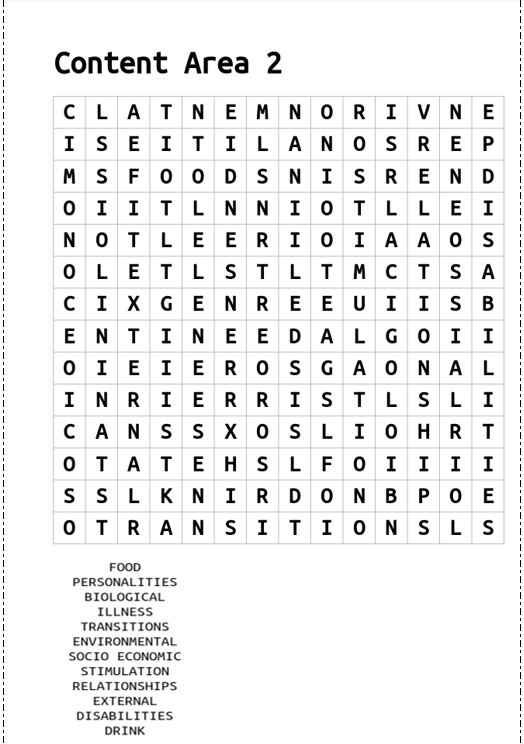 Content Area 2
C L A T N E M N O R I V N E
I S E I T I L A N O S R E P
M S F O O D S N I S R E N D
O I I T L N N I O T L L E I
N O T L E E R I O I A A O S
O L E T L S T L T M C T S A
C I X G E N R E E U I I S B
E N T I N E E D A L G O I I
O I E I E R O S G A O N A L
I N R I E R R I S T L S L I
C A N S S X O S L I O H R T
O T A T E H S L F O I I I I
S S L K N I R D O N B P O E
O T R A N S I T I O N S L S
FOOD
PERSONALITIES
BIOLOGICAL
ILLNESS
TRANSITIONS
ENVIRONMENTAL
SOCIO ECONOMIC
STIMULATION
RELATIONSHIPS
EXTERNAL
DISABILITIES
DRINK